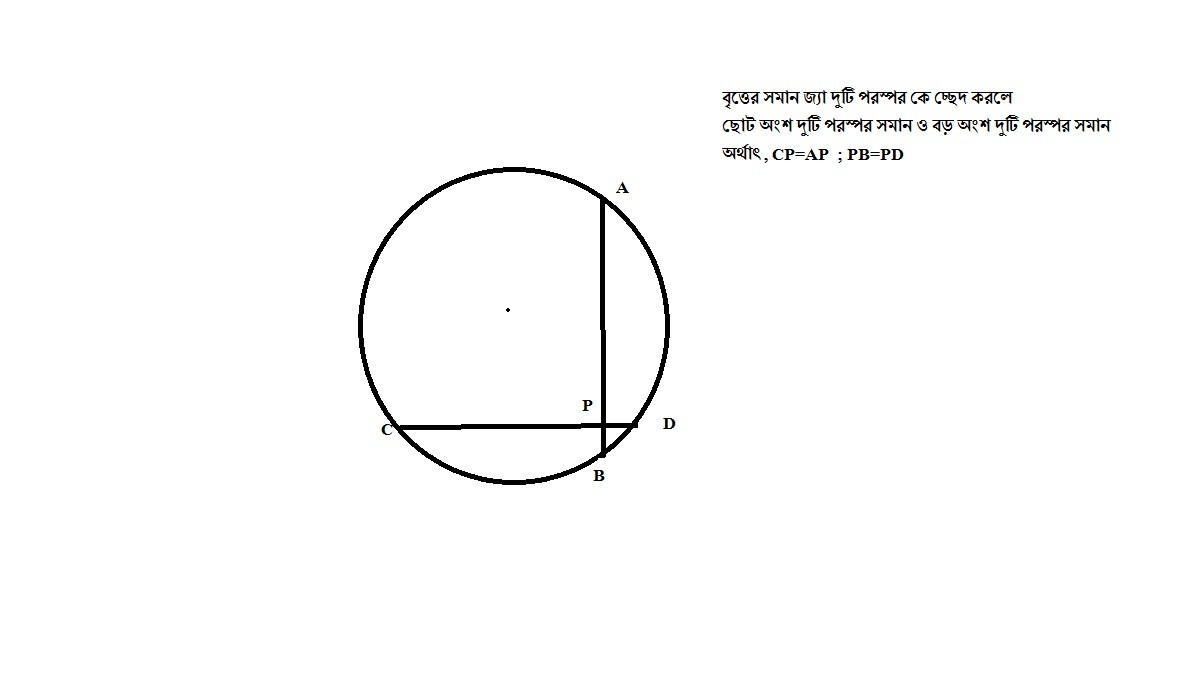 বৃত্তের সমান জ্যা দুটি পরস্পর কে চ্ছেদ করলে
ছোট অংশ দুটি পরস্পর সমান ও বড় অংশ দুটি পরস্পর সমান
অর্থাৎ , CP=AP ; PB=PD
A
P
C
D
B